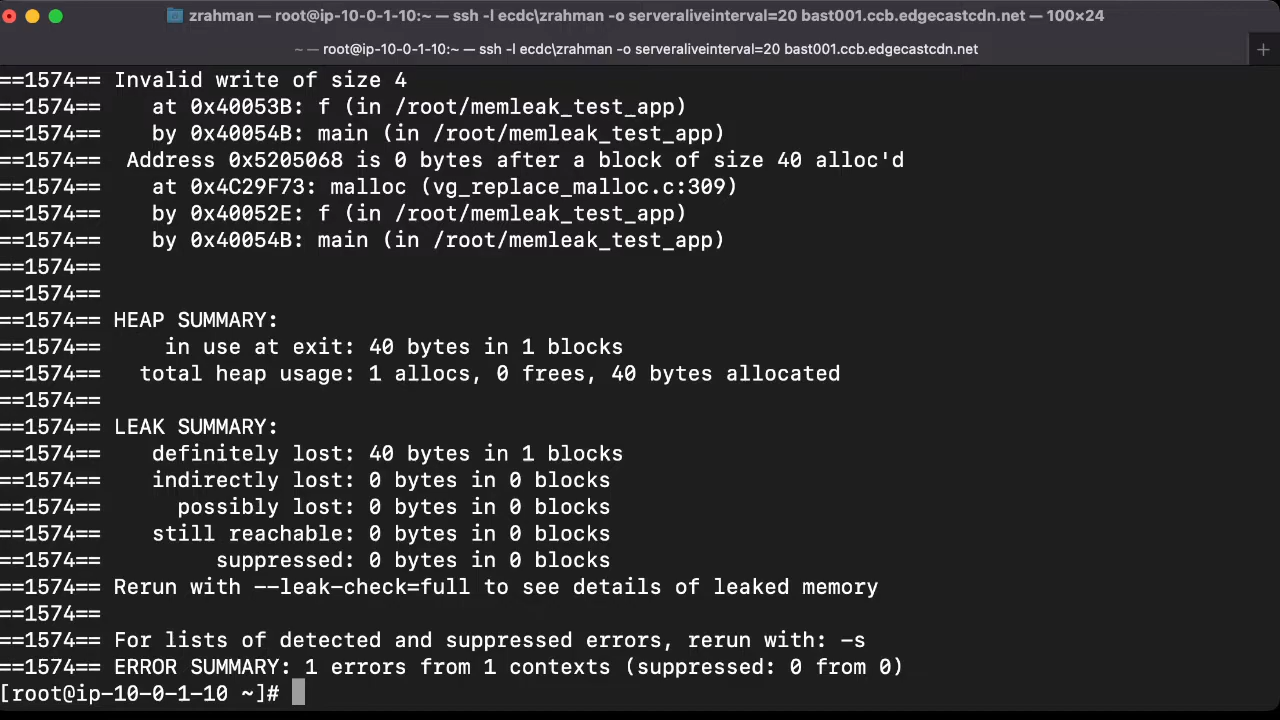 zrahman — root@ip-10-0-1-10:~ — ssh -l ecdc\zrahman -o serveraliveinterval=20 bast001.ccb.edgecastcdn.net — 100×24
~ — root@ip-10-0-1-10:~ — ssh -l ecdc\zrahman -o serveraliveinterval=20 bast001.ccb.edgecastcdn.net
==1574== Invalid write of size 4
==1574==    at 0x40053B: f (in /root/memleak_test_app)
==1574==    by 0x40054B: main (in /root/memleak_test_app)
==1574==  Address 0x5205068 is 0 bytes after a block of size 40 alloc'd
==1574==    at 0x4C29F73: malloc (vg_replace_malloc.c:309)
==1574==    by 0x40052E: f (in /root/memleak_test_app)
==1574==    by 0x40054B: main (in /root/memleak_test_app)
==1574==
==1574==
==1574== HEAP SUMMARY:
==1574==     in use at exit: 40 bytes in 1 blocks
==1574==   total heap usage: 1 allocs, 0 frees, 40 bytes allocated
==1574==
==1574== LEAK SUMMARY:
==1574==    definitely lost: 40 bytes in 1 blocks
==1574==    indirectly lost: 0 bytes in 0 blocks
==1574==      possibly lost: 0 bytes in 0 blocks
==1574==    still reachable: 0 bytes in 0 blocks
==1574==         suppressed: 0 bytes in 0 blocks
==1574== Rerun with --leak-check=full to see details of leaked memory
==1574==
==1574== For lists of detected and suppressed errors, rerun with: -s
==1574== ERROR SUMMARY: 1 errors from 1 contexts (suppressed: 0 from 0)
[root@ip-10-0-1-10 ~]#